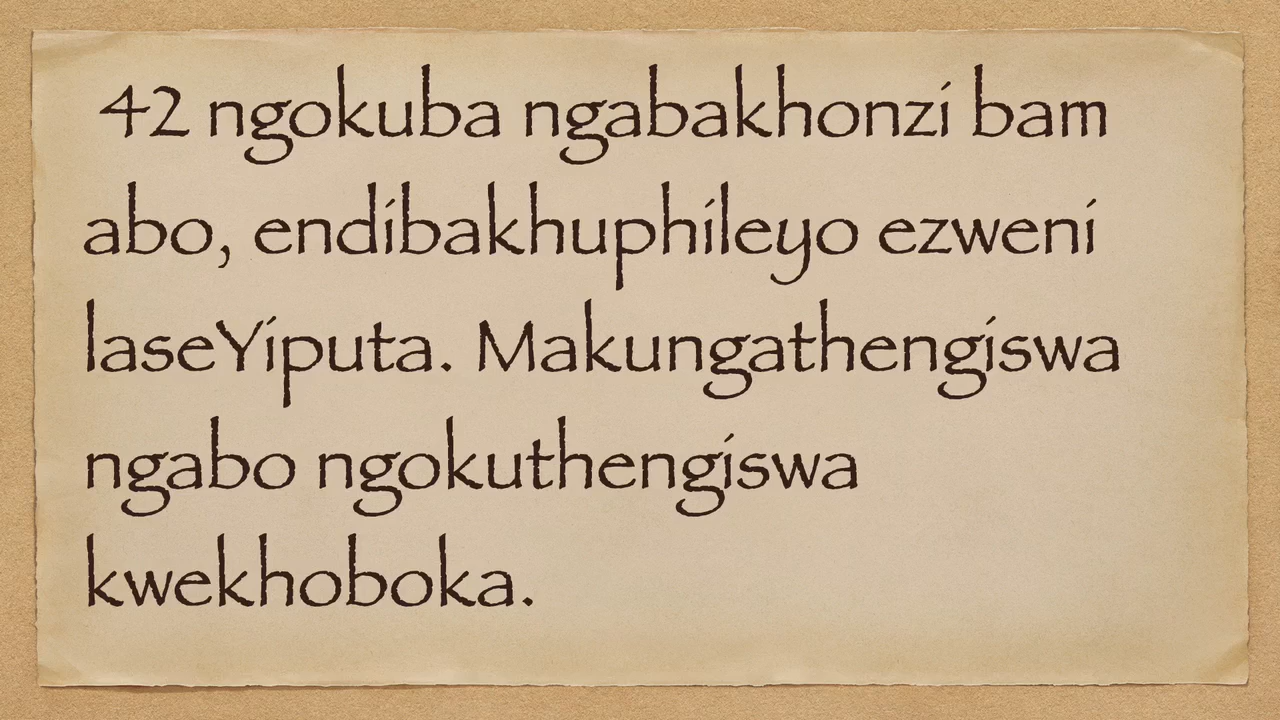 42 ngokuba ngabakhonzi bam
abo, endibakhuphileyo ezweni
laseYiputa. Makungathengiswa
ngabo ngokuthengiswa
kwekhoboka.